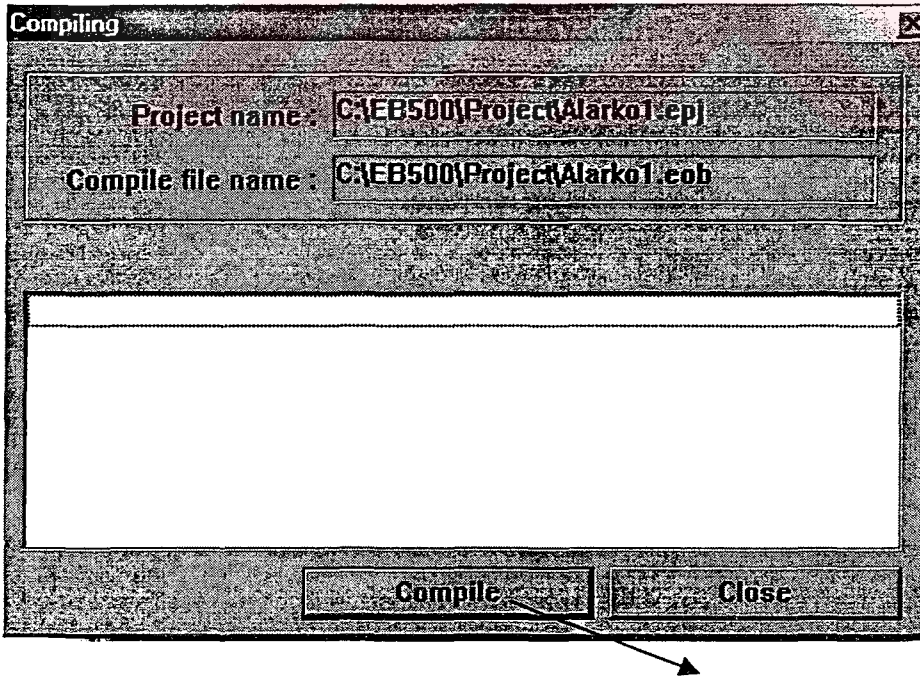 Compiling
Project name : C:\EB500\Project\Alarko1.epj
Compile file name : C:\EB500\Project\Alarko1.eob
Compile Close